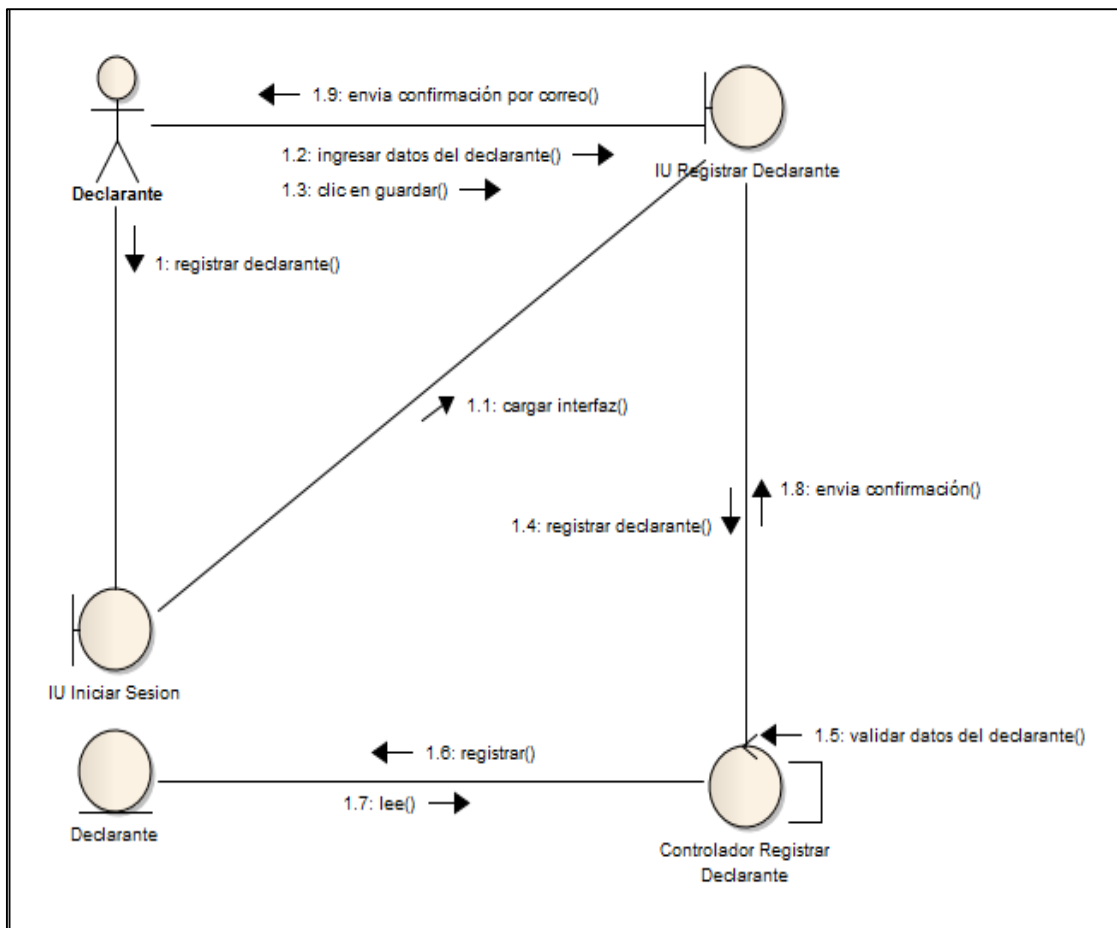 1.9: envia confirmación por correo()
1.2: ingresar datos del declarante()
1.3: clic en guardar()
IU Registrar Declarante
Declarante
1: registrar declarante()
1.1: cargar interfaz()
1.8: envia confirmación()
1.4: registrar declarante()
IU Iniciar Sesion
1.5: validar datos del declarante()
1.6: registrar()
1.7: lee()
Declarante
Controlador Registrar
Declarante